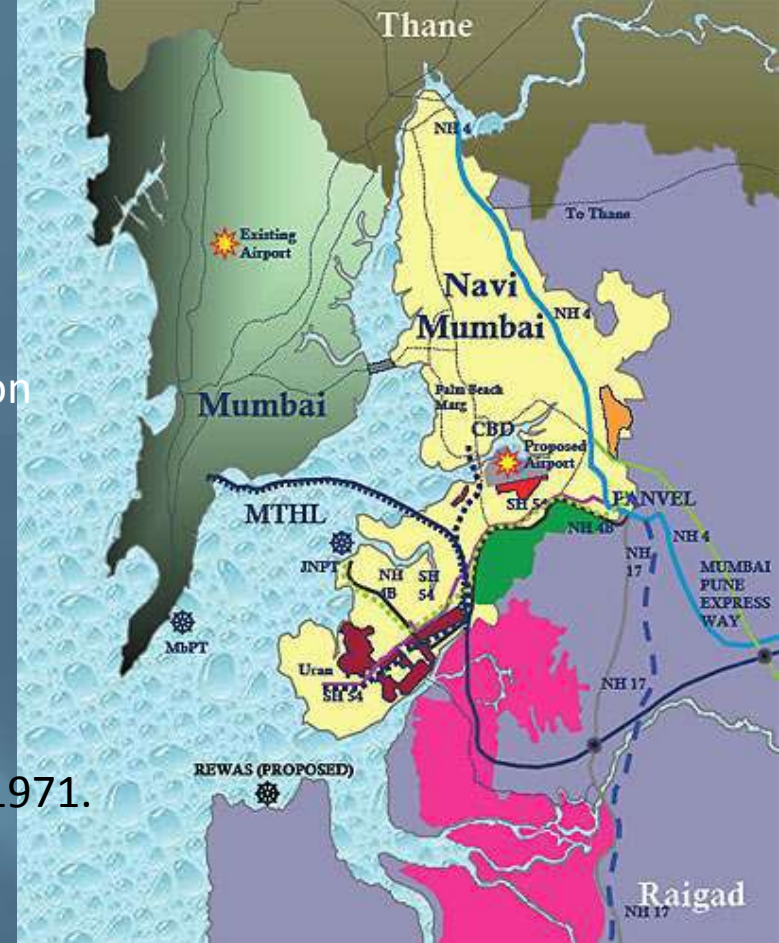 Thane
NH 4
To Thane
Existing
Airport
Navi
Mumbai
NH 4
on
Mumbai
Palm Beach
Marg
CBD
Proposed
Airport
SH 54
PANVEL
MTHL
NH 4B
NH 4
JNPT
NH
4B
SH
54
NH
17
MUMBAI
PUNE
EXPRESS
WAY
MbPT
Uran
SH 54
NH 17
REWAS (PROPOSED)
1971.
Raigad
NH 17